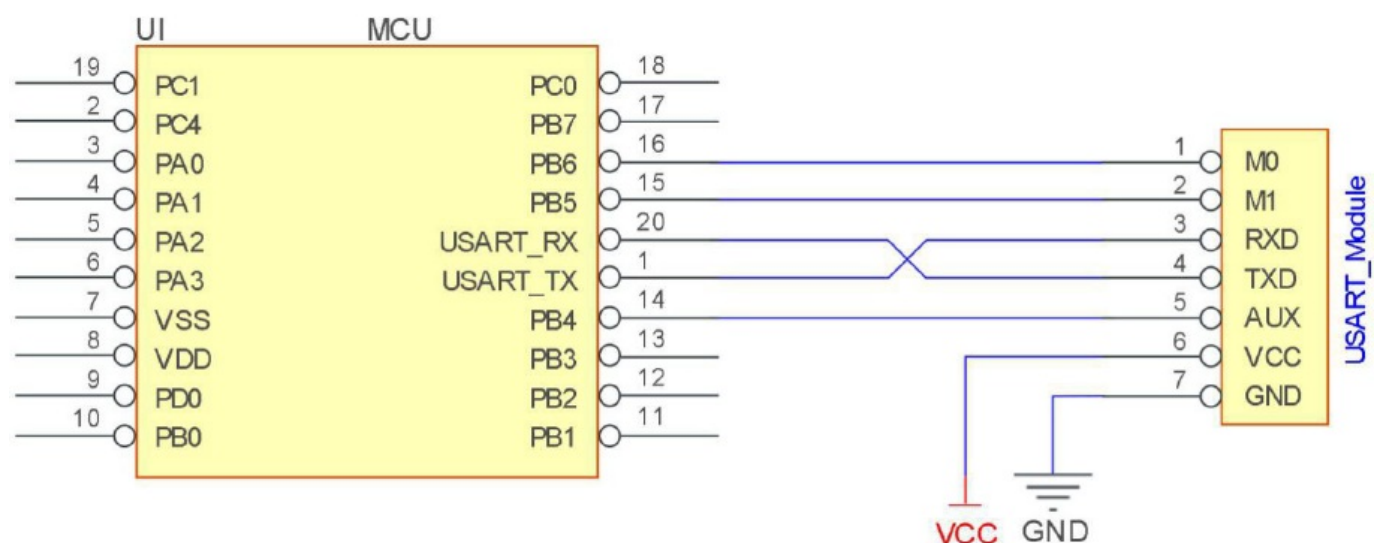 UI MCU
19 PC1 PC0 18
2 PC4 PB7 17
3 PA0 PB6 16 1 M0
4 PA1 PB5 15 2 M1
5 PA2 USART_RX 20 3 RXD
6 PA3 USART_TX 1 4 TXD
7 VSS PB4 14 5 AUX
8 VDD PB3 13 6 VCC
9 PD0 PB2 12 7 GND
10 PB0 PB1 11
USART_Module
VCC GND